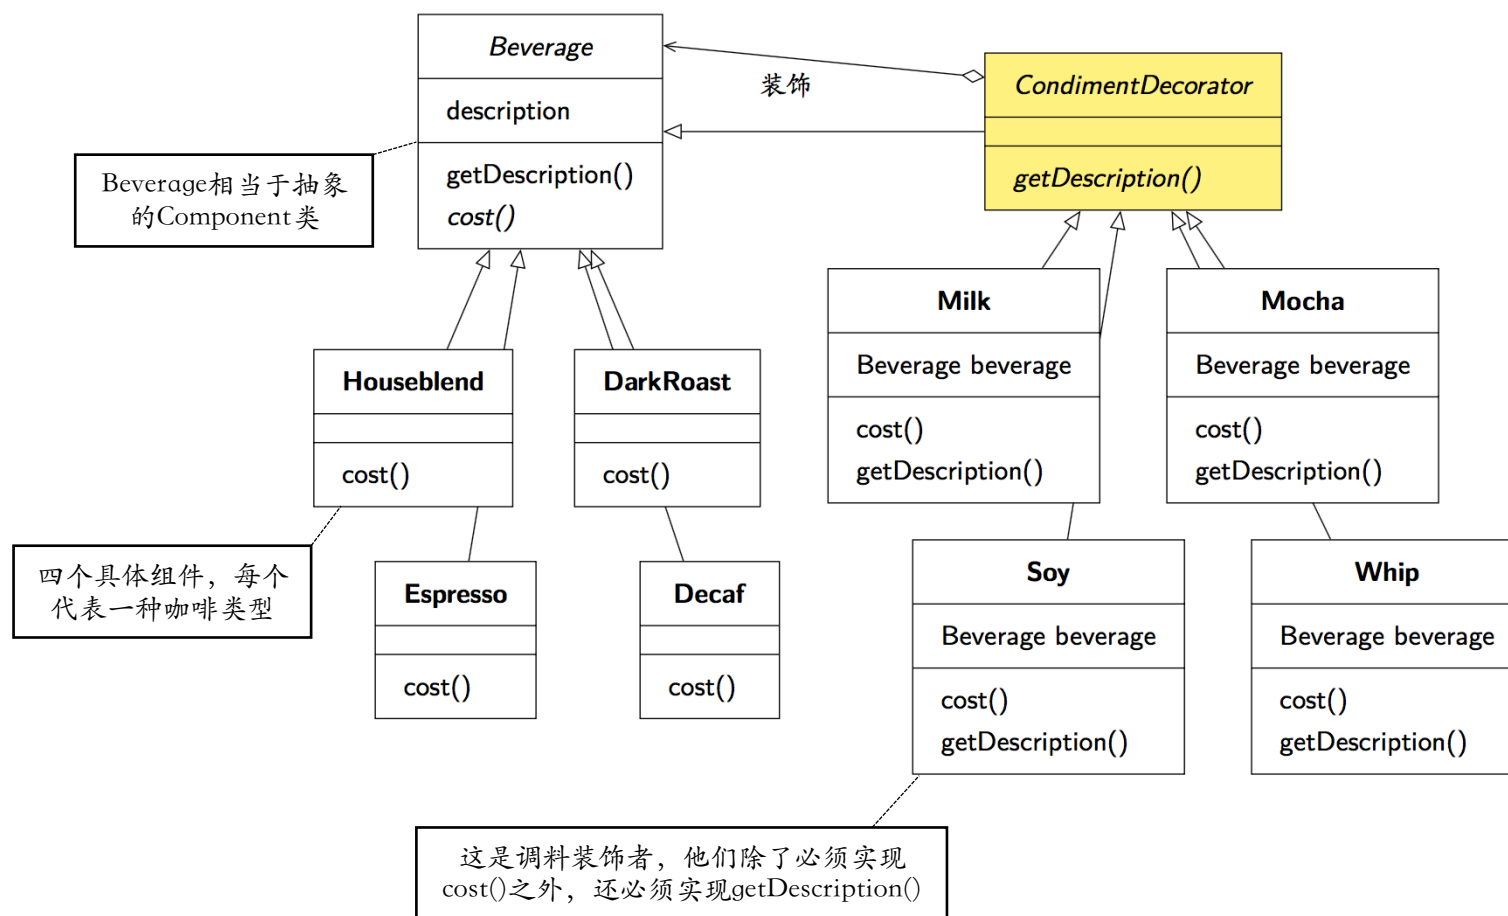 Beverage
description
getDescription()
cost()
装饰
CondimentDecorator
getDescription()
Beverage相当于抽象
的Component类
Houseblend
cost()
DarkRoast
cost()
Espresso
cost()
Decaf
cost()
四个具体组件，每个
代表一种咖啡类型
Milk
Beverage beverage
cost()
getDescription()
Mocha
Beverage beverage
cost()
getDescription()
Soy
Beverage beverage
cost()
getDescription()
Whip
Beverage beverage
cost()
getDescription()
这是调料装饰者，他们除了必须实现
cost()之外，还必须实现getDescription()